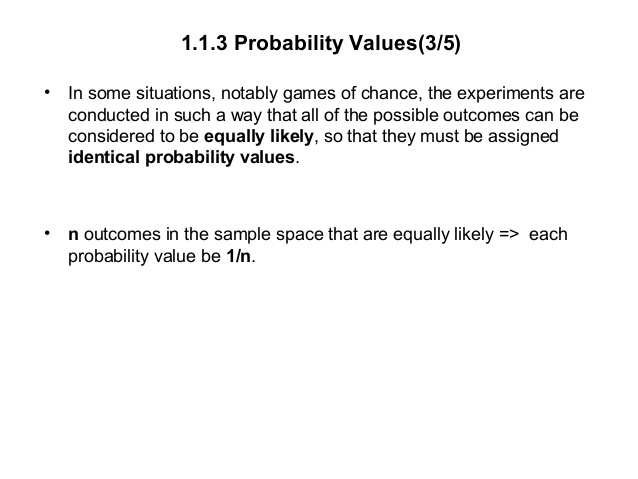 1.1.3 Probability Values(3/5)
• In some situations, notably games of chance, the experiments are
conducted in such a way that all of the possible outcomes can be
considered to be equally likely, so that they must be assigned
identical probability values.
• n outcomes in the sample space that are equally likely => each
probability value be 1/n.